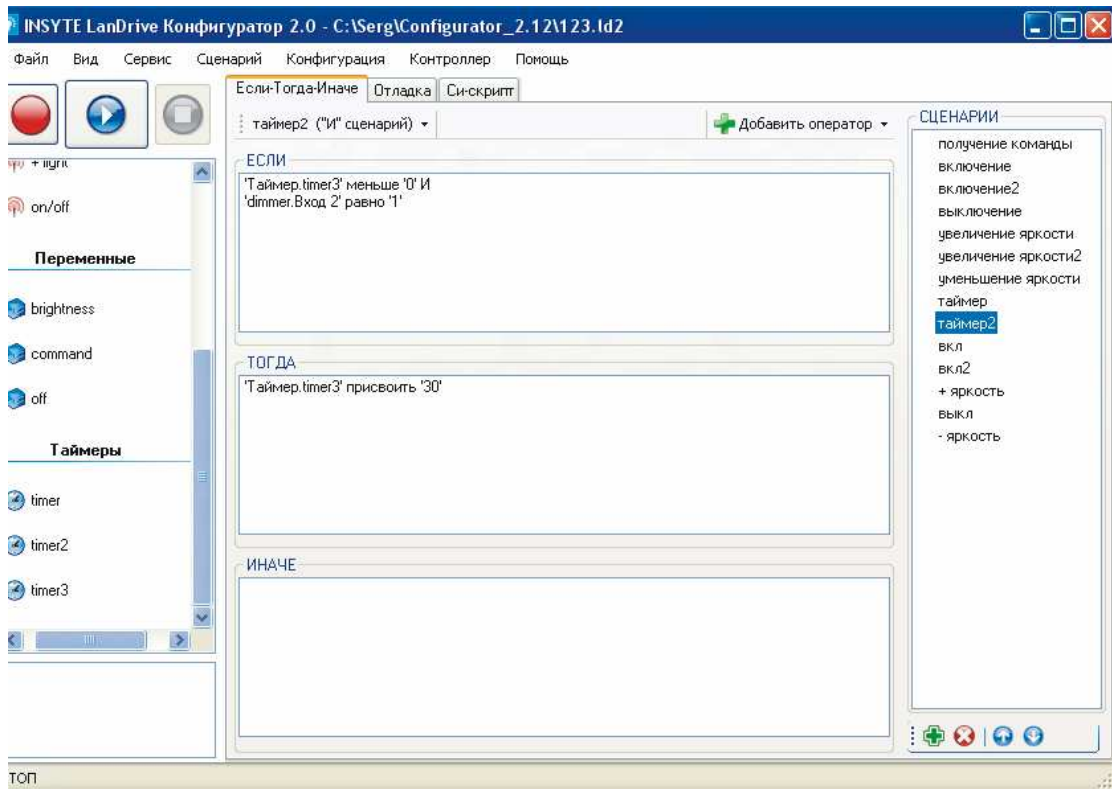 INSYTE LanDrive Конфигуратор 2.0 - C:\Serg\Configurator_2.12\123.ld2
Файл Вид Сервис Сценарий Конфигурация Контроллер Помощь
Если-Тогда-Иначе Отладка Си-скрипт
таймер2 ("И" сценарий) Добавить оператор
+ light
on/off
Переменные
brightness
command
off
Таймеры
timer
timer2
timer3
ЕСЛИ
'Таймер.timer3' меньше '0' И
'dimmer.Вход 2' равно '1'
ТОГДА
'Таймер.timer3' присвоить '30'
ИНАЧЕ
СЦЕНАРИИ
получение команды
включение
включение2
выключение
увеличение яркости
увеличение яркости2
уменьшение яркости
таймер
таймер2
вкл
вкл2
+ яркость
выкл
- яркость
топ